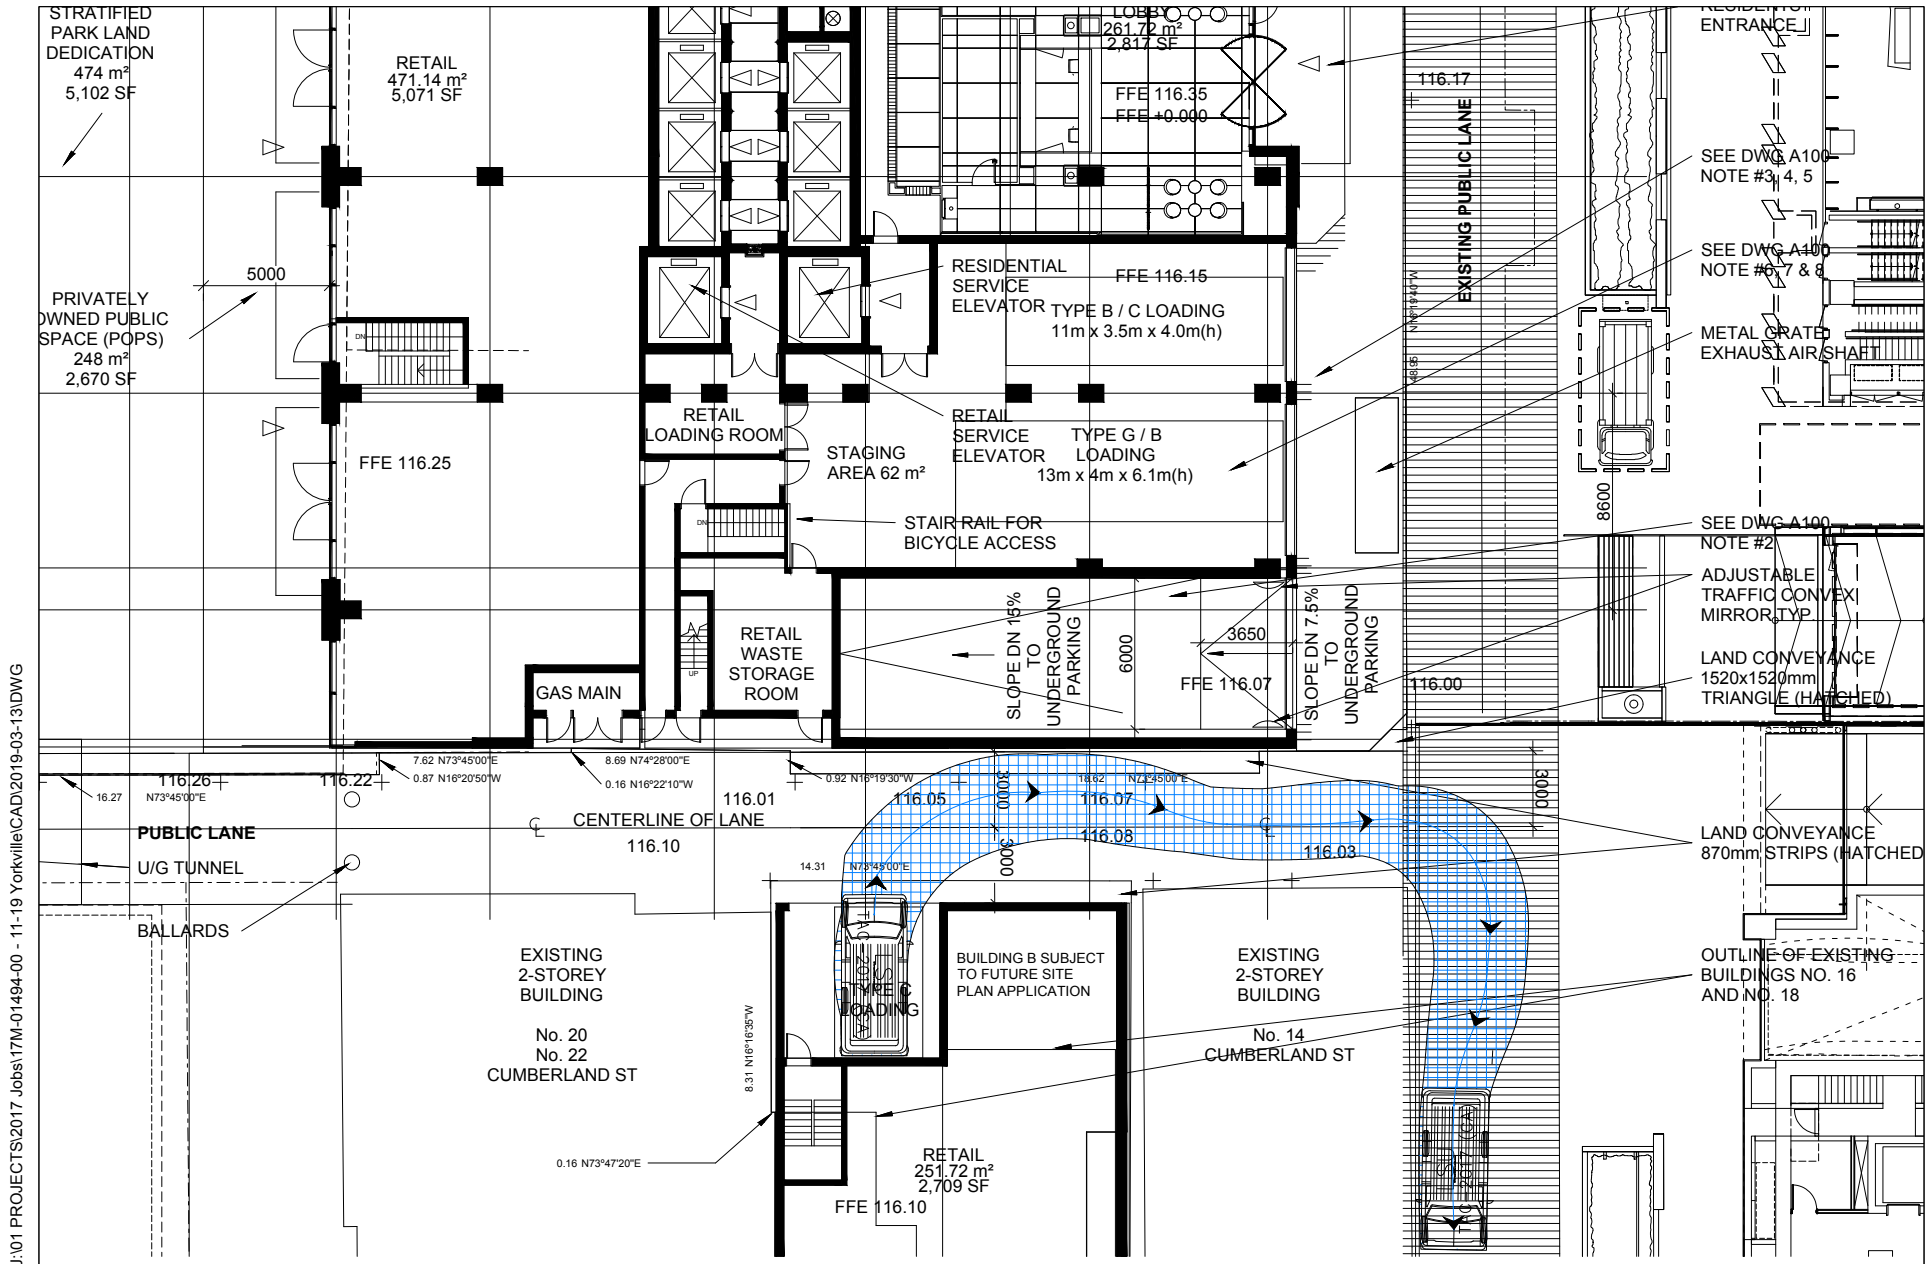 STRATIFIED
PARK LAND
DEDICATION
474 m²
5,102 SF
RETAIL
471.14 m²
5,071 SF
LOBBY
261.72 m²
2,817 SF
FFE 116.35
FFE +0.000
116.17
EXISTING PUBLIC LANE
RESIDENTS'
ENTRANCE
SEE DWG A100
NOTE #3, 4, 5
SEE DWG A100
NOTE #6, 7 & 8
METAL GRATE
EXHAUST AIR SHAFT
5000
PRIVATELY
OWNED PUBLIC
SPACE (POPS)
248 m²
2,670 SF
DN
RESIDENTIAL
SERVICE
ELEVATOR
FFE 116.15
TYPE B / C LOADING
11m x 3.5m x 4.0m(h)
N16°19'40"W
48.95
RETAIL
LOADING ROOM
RETAIL
SERVICE
ELEVATOR
TYPE G / B
LOADING
13m x 4m x 6.1m(h)
STAGING
AREA 62 m²
FFE 116.25
8600
DN
STAIR RAIL FOR
BICYCLE ACCESS
SEE DWG A100
NOTE #2
ADJUSTABLE
TRAFFIC CONVEX
MIRROR TYP.
LAND CONVEYANCE
1520x1520mm
TRIANGLE (HATCHED)
RETAIL
WASTE
STORAGE
ROOM
UP
GAS MAIN
SLOPE DN 15%
TO
UNDERGROUND
PARKING
6000
3650
FFE 116.07
SLOPE DN 7.5%
TO
UNDERGROUND
PARKING
116.00
7.62 N73°45'00"E
0.87 N16°20'50"W
8.69 N74°28'00"E
0.16 N16°22'10"W
0.92 N16°19'30"W
18.62 N73°45'00"E
116.26
116.22
16.27 N73°45'00"E
116.01
116.05
3000
116.07
3000
PUBLIC LANE
CENTERLINE OF LANE
116.10
116.08
116.03
3000
14.31 N73°45'00"E
U/G TUNNEL
BALLARDS
LAND CONVEYANCE
870mm STRIPS (HATCHED
EXISTING
2-STOREY
BUILDING
No. 20
No. 22
CUMBERLAND ST
TYPE C
LOADING
BUILDING B SUBJECT
TO FUTURE SITE
PLAN APPLICATION
EXISTING
2-STOREY
BUILDING
No. 14
CUMBERLAND ST
OUTLINE OF EXISTING
BUILDINGS NO. 16
AND NO. 18
8.31 N16°16'35"W
0.16 N73°47'20"E
RETAIL
251.72 m²
2,709 SF
FFE 116.10
J:\01 PROJECTS\2017 Jobs\17M-01494-00 - 11-19 Yorkville\CAD\2019-03-13\DWG